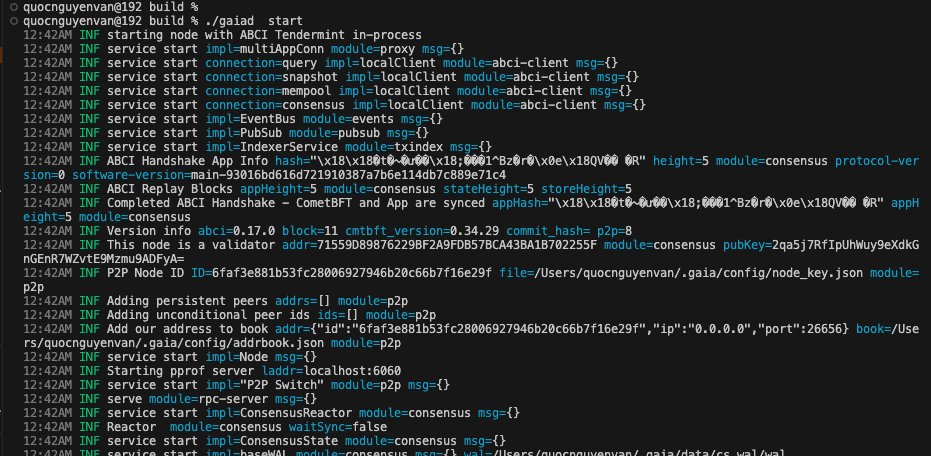 quocnguyenvan@192 build %
quocnguyenvan@192 build % ./gaiad  start
12:42AM INF starting node with ABCI Tendermint in-process
12:42AM INF service start impl=multiAppConn module=proxy msg={}
12:42AM INF service start connection=query impl=localClient module=abci-client msg={}
12:42AM INF service start connection=snapshot impl=localClient module=abci-client msg={}
12:42AM INF service start connection=mempool impl=localClient module=abci-client msg={}
12:42AM INF service start connection=consensus impl=localClient module=abci-client msg={}
12:42AM INF service start impl=EventBus module=events msg={}
12:42AM INF service start impl=PubSub module=pubsub msg={}
12:42AM INF service start impl=IndexerService module=txindex msg={}
12:42AM INF ABCI Handshake App Info hash="\x18\x18�t�~�u��\x18;���1^Bz�r�\x0e\x18QV�� �R" height=5 module=consensus protocol-ver
sion=0 software-version=main-93016bd616d721910387a7b6e114db7c889e71c4
12:42AM INF ABCI Replay Blocks appHeight=5 module=consensus stateHeight=5 storeHeight=5
12:42AM INF Completed ABCI Handshake - CometBFT and App are synced appHash="\x18\x18�t�~�u��\x18;���1^Bz�r�\x0e\x18QV�� �R" appH
eight=5 module=consensus
12:42AM INF Version info abci=0.17.0 block=11 cmtbft_version=0.34.29 commit_hash= p2p=8
12:42AM INF This node is a validator addr=71559D89876229BF2A9FDB57BCA43BA1B702255F module=consensus pubKey=2qa5j7RfIpUhWuy9eXdkG
nGEnR7WZvtE9Mzmu9ADFyA=
12:42AM INF P2P Node ID ID=6faf3e881b53fc28006927946b20c66b7f16e29f file=/Users/quocnguyenvan/.gaia/config/node_key.json module=
p2p
12:42AM INF Adding persistent peers addrs=[] module=p2p
12:42AM INF Adding unconditional peer ids ids=[] module=p2p
12:42AM INF Add our address to book addr={"id":"6faf3e881b53fc28006927946b20c66b7f16e29f","ip":"0.0.0.0","port":26656} book=/Use
rs/quocnguyenvan/.gaia/config/addrbook.json module=p2p
12:42AM INF service start impl=Node msg={}
12:42AM INF Starting pprof server laddr=localhost:6060
12:42AM INF service start impl="P2P Switch" module=p2p msg={}
12:42AM INF serve module=rpc-server msg={}
12:42AM INF service start impl=ConsensusReactor module=consensus msg={}
12:42AM INF Reactor  module=consensus waitSync=false
12:42AM INF service start impl=ConsensusState module=consensus msg={}
12:42AM INF service start impl=baseWAL module=consensus msg={} wal=/Users/quocnguyenvan/.gaia/data/cs.wal/wal